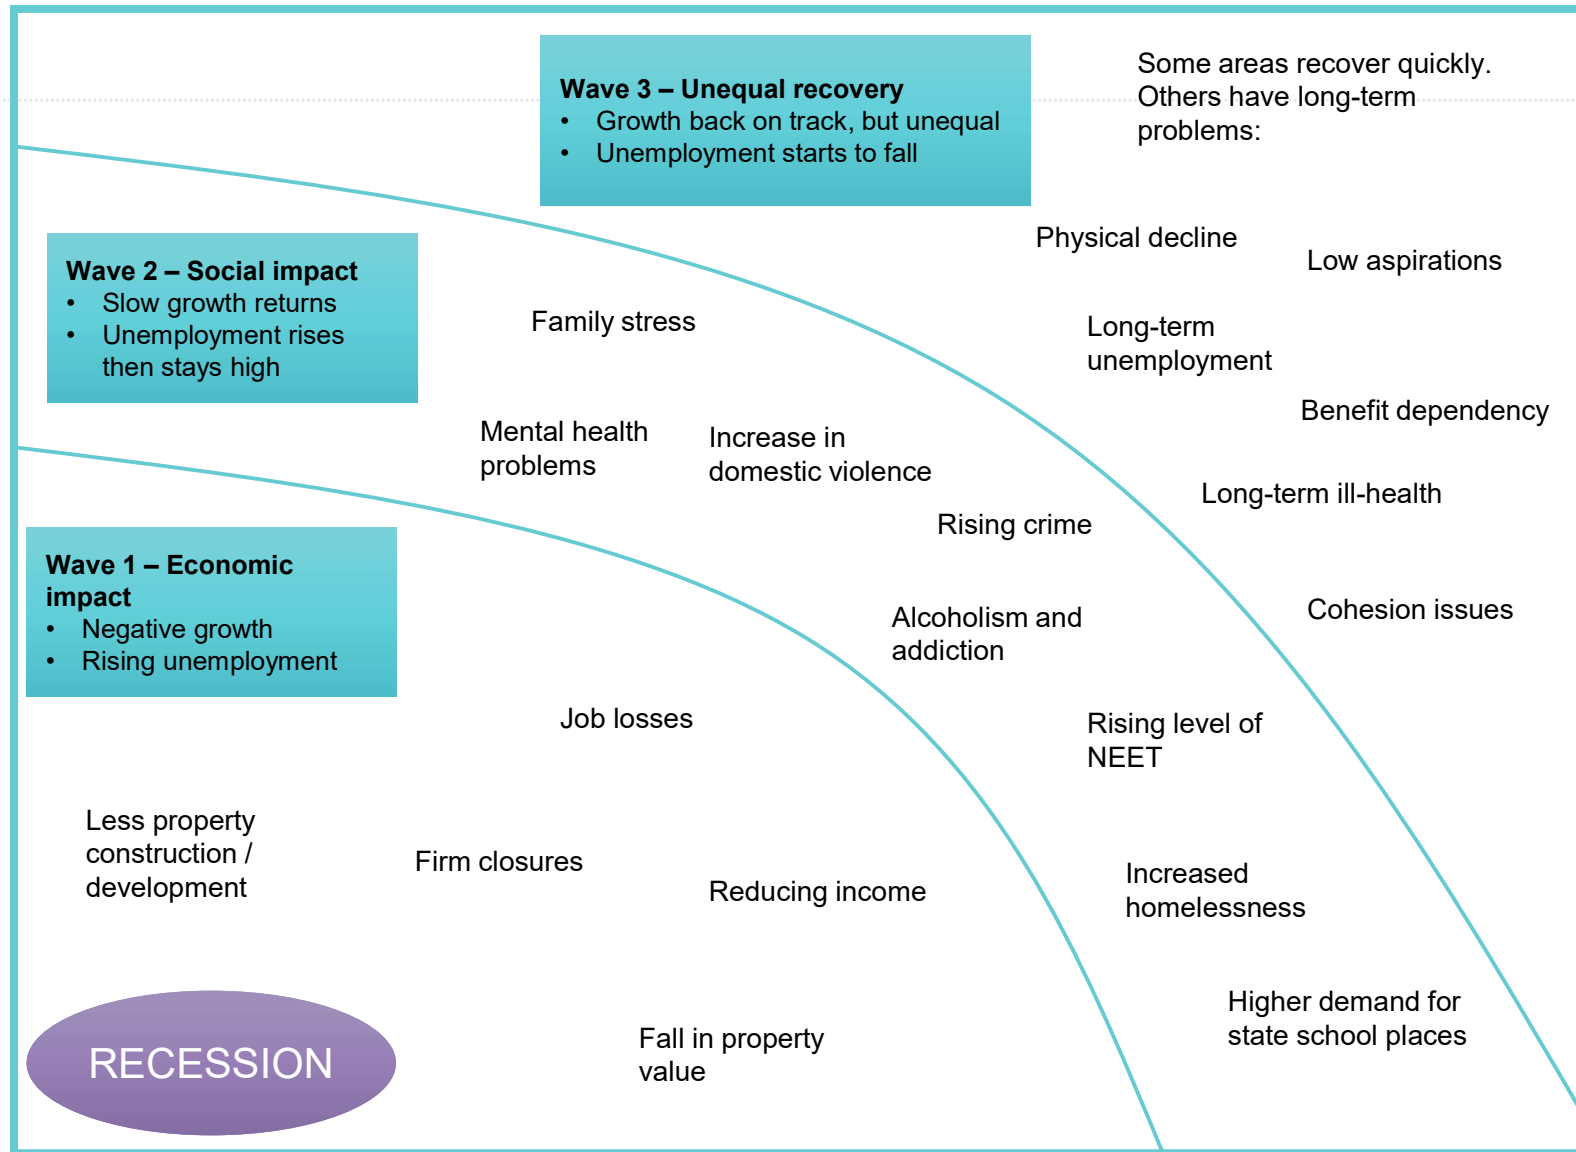 Wave 3 – Unequal recovery
• Growth back on track, but unequal
• Unemployment starts to fall
Some areas recover quickly.
Others have long-term
problems:
Physical decline
Low aspirations
Long-term
unemployment
Benefit dependency
Long-term ill-health
Cohesion issues
Wave 2 – Social impact
• Slow growth returns
• Unemployment rises
then stays high
Family stress
Mental health
problems
Increase in
domestic violence
Rising crime
Alcoholism and
addiction
Rising level of
NEET
Increased
homelessness
Higher demand for
state school places
Wave 1 – Economic
impact
• Negative growth
• Rising unemployment
Job losses
Less property
construction /
development
Firm closures
Reducing income
Fall in property
value
RECESSION